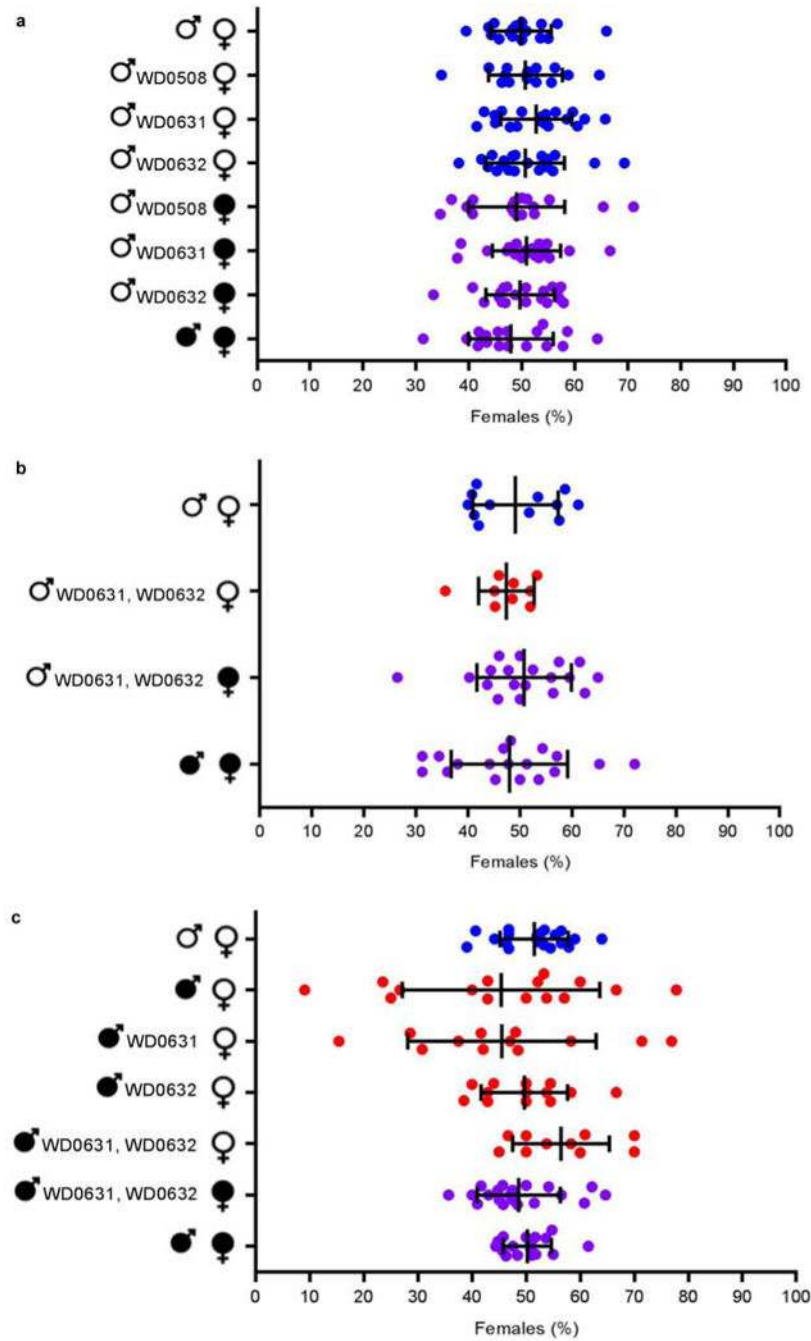 a
♂ ♀
♂ WD0508 ♀
♂ WD0631 ♀
♂ WD0632 ♀
♂ WD0508 ♀
♂ WD0631 ♀
♂ WD0632 ♀
♂ ♀
0 10 20 30 40 50 60 70 80 90 100
Females (%)
b
♂ ♀
♂ WD0631, WD0632 ♀
♂ WD0631, WD0632 ♀
♂ ♀
0 10 20 30 40 50 60 70 80 90 100
Females (%)
c
♂ ♀
♂ ♀
♂ WD0631 ♀
♂ WD0632 ♀
♂ WD0631, WD0632 ♀
♂ WD0631, WD0632 ♀
♂ ♀
0 10 20 30 40 50 60 70 80 90 100
Females (%)